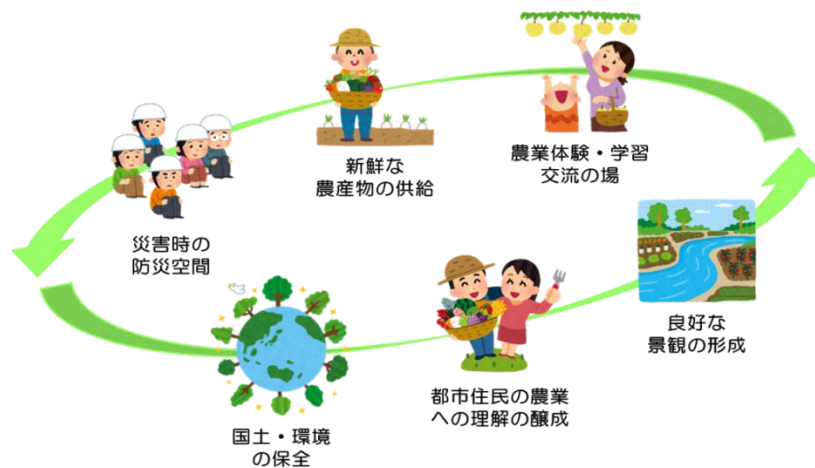 新鮮な
農産物の供給
農業体験・学習
交流の場
災害時の
防災空間
良好な
景観の形成
都市住民の農業
への理解の醸成
国土・環境
の保全